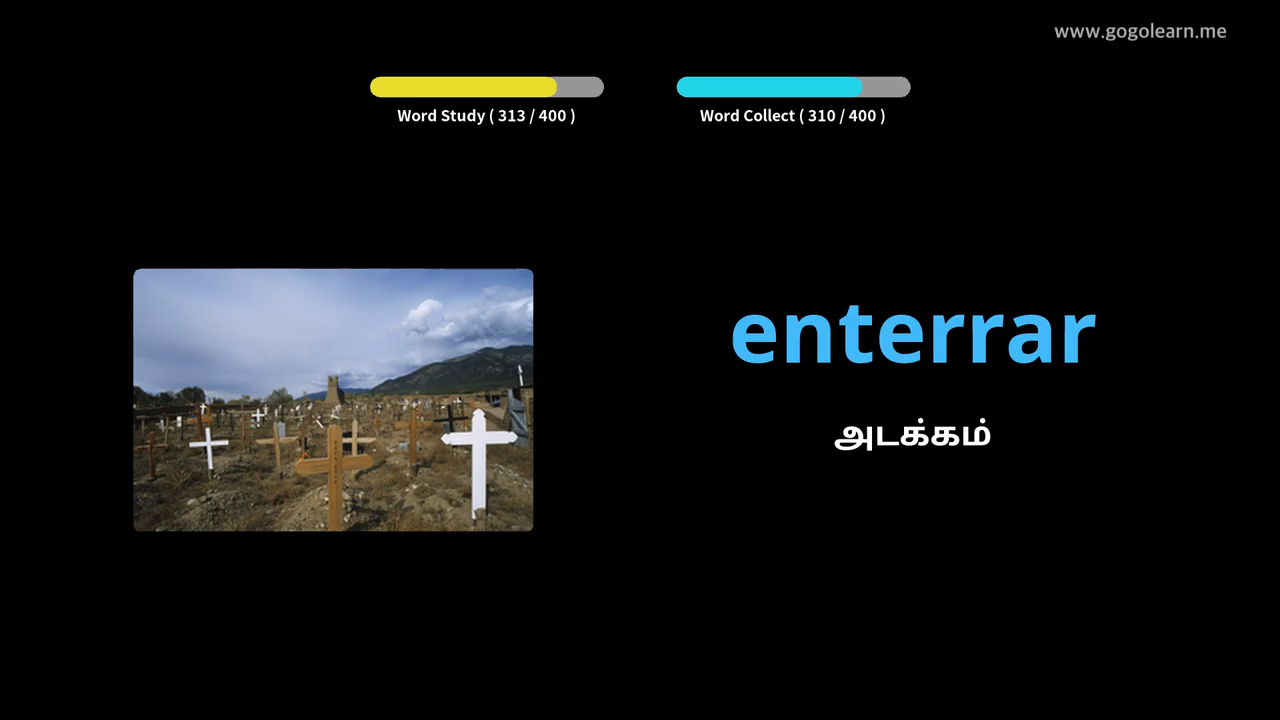 www.gogolearn.me
Word Study ( 313 / 400 )
Word Collect ( 310 / 400 )
enterrar
அடக்கம்